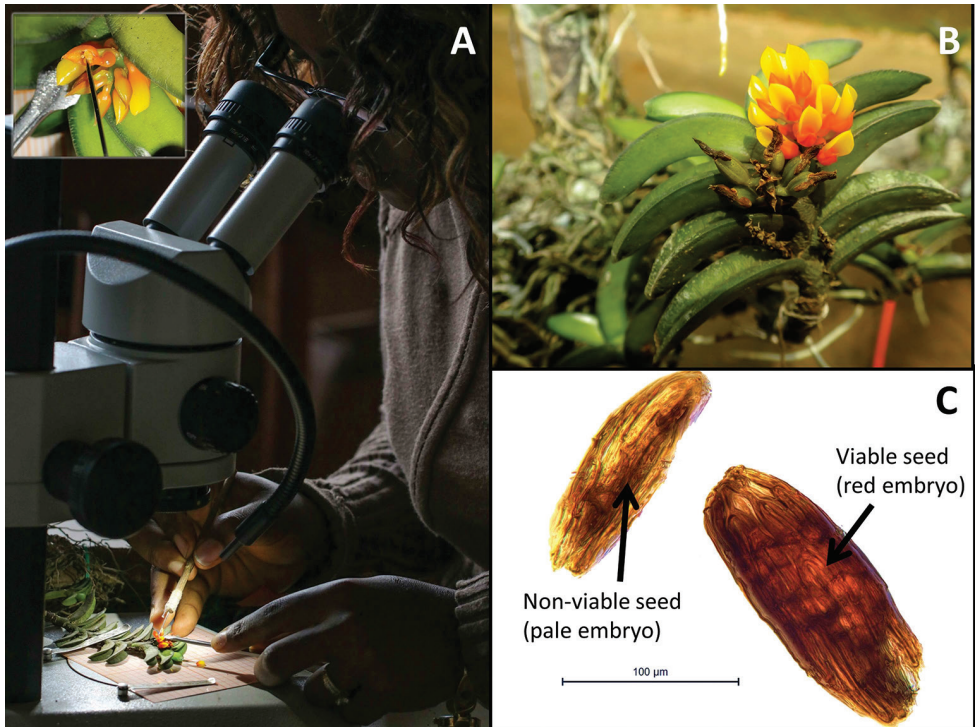 A
B
C
Viable seed
(red embryo)
Non-viable seed
(pale embryo)
100 µm